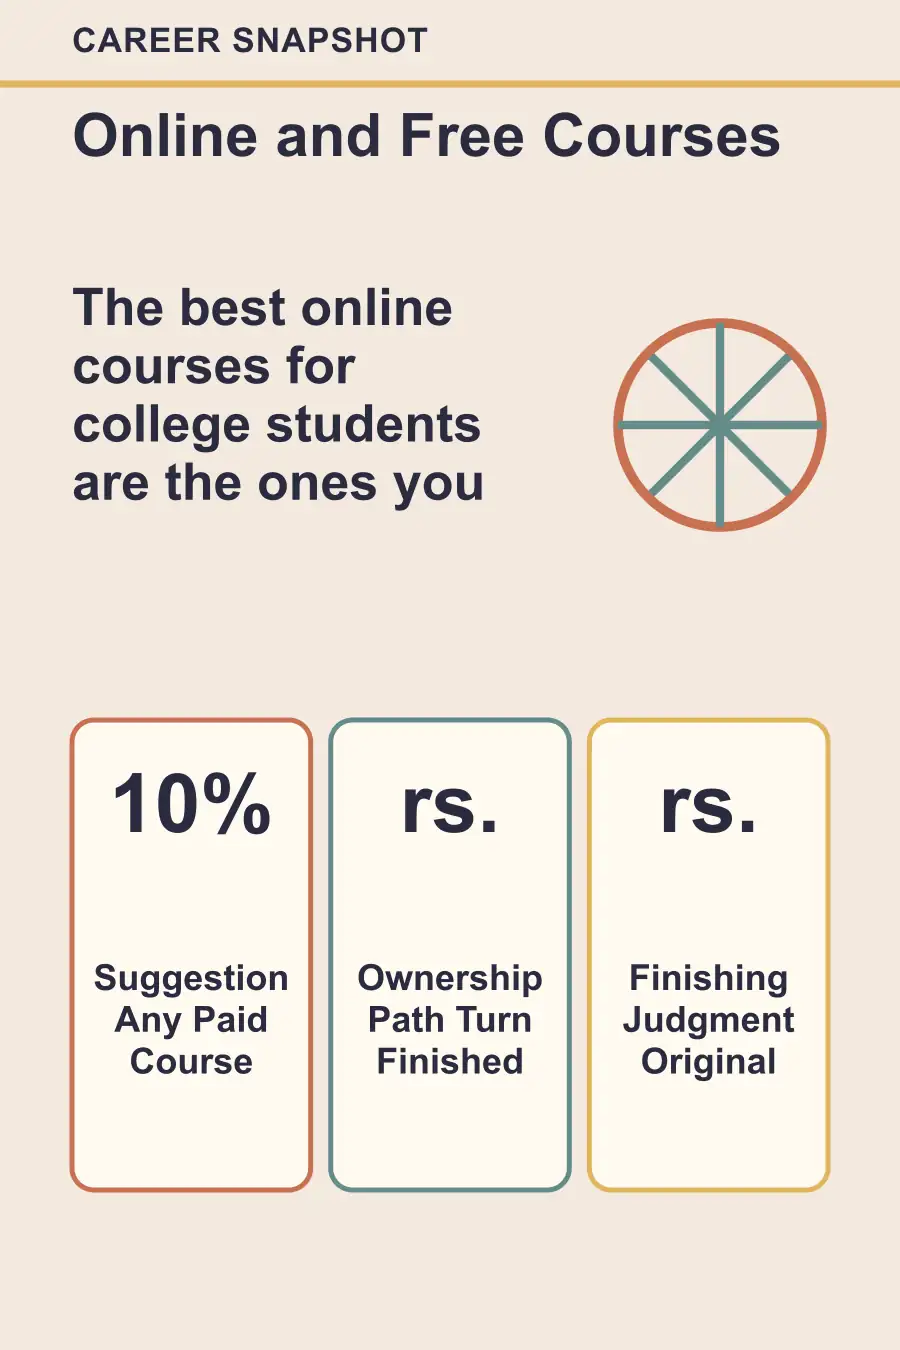 CAREER SNAPSHOT
Online and Free Courses
The best online
courses for
college students
are the ones you
10%
Suggestion
Any Paid
Course
rs.
Ownership
Path Turn
Finished
rs.
Finishing
Judgment
Original